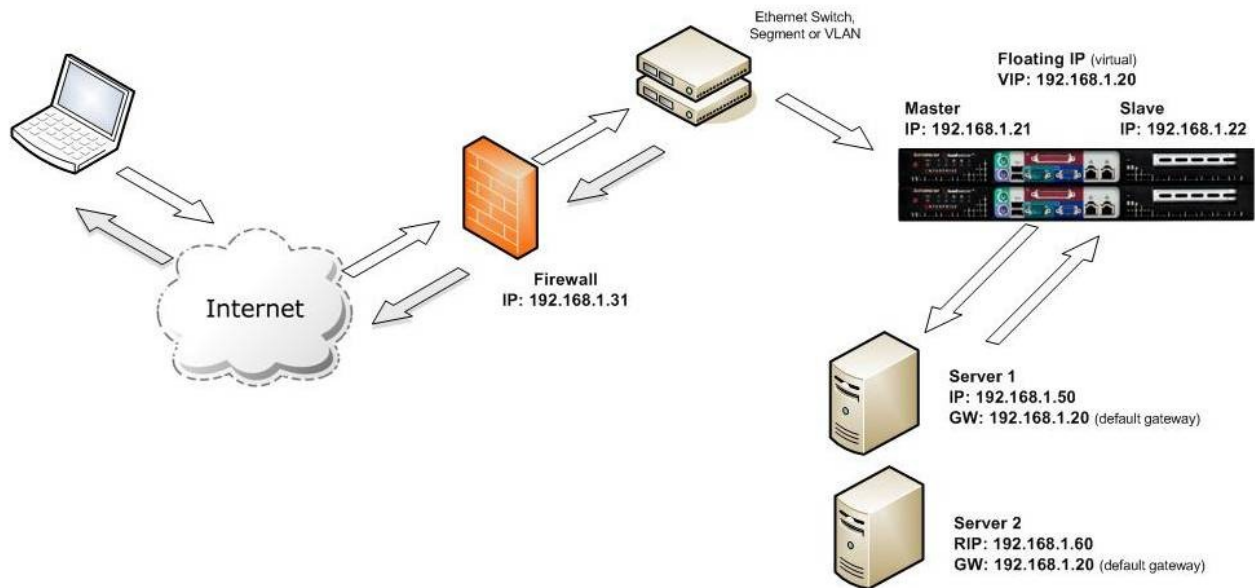 Ethernet Switch,
Segment or VLAN
Floating IP (virtual)
VIP: 192.168.1.20
Master
IP: 192.168.1.21
Slave
IP: 192.168.1.22
Firewall
IP: 192.168.1.31
Internet
Server 1
IP: 192.168.1.50
GW: 192.168.1.20 (default gateway)
Server 2
RIP: 192.168.1.60
GW: 192.168.1.20 (default gateway)